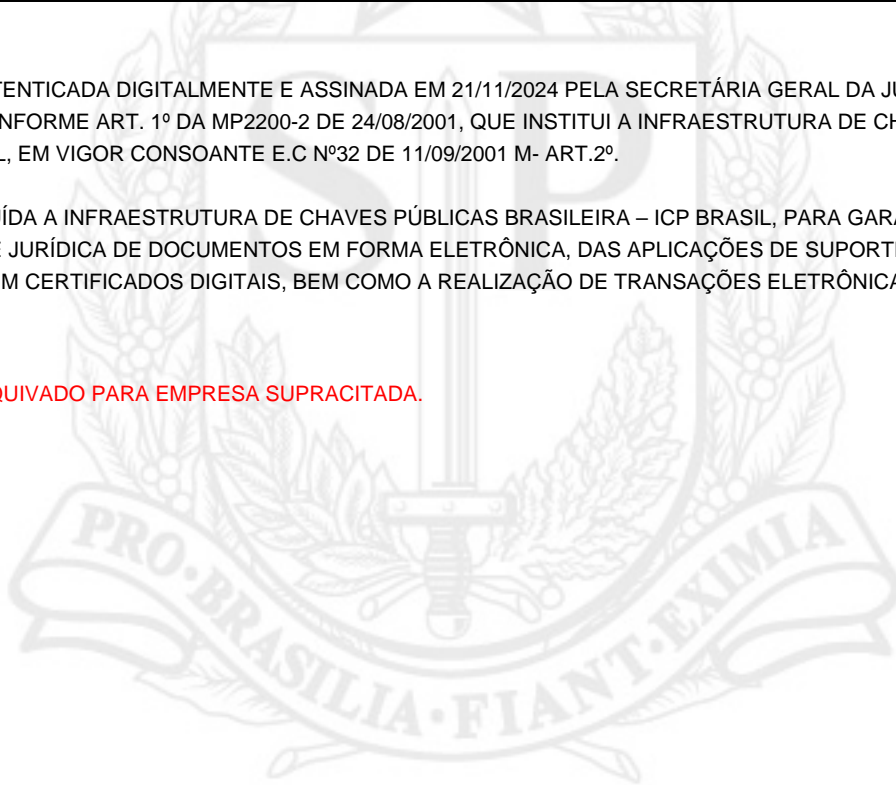 TENTICADA DIGITALMENTE E ASSINADA EM 21/11/2024 PELA SECRETÁRIA GERAL DA JU
NFORME ART. 1º DA MP2200-2 DE 24/08/2001, QUE INSTITUI A INFRAESTRUTURA DE CH
L, EM VIGOR CONSOANTE E.C Nº32 DE 11/09/2001 M- ART.2º.
UÍDA A INFRAESTRUTURA DE CHAVES PÚBLICAS BRASILEIRA – ICP BRASIL, PARA GARA
E JURÍDICA DE DOCUMENTOS EM FORMA ELETRÔNICA, DAS APLICAÇÕES DE SUPORTE
M CERTIFICADOS DIGITAIS, BEM COMO A REALIZAÇÃO DE TRANSAÇÕES ELETRÔNICA
QUIVADO PARA EMPRESA SUPRACITADA.
SP
PRO·BRASILIA·FIANT·EXIMIA